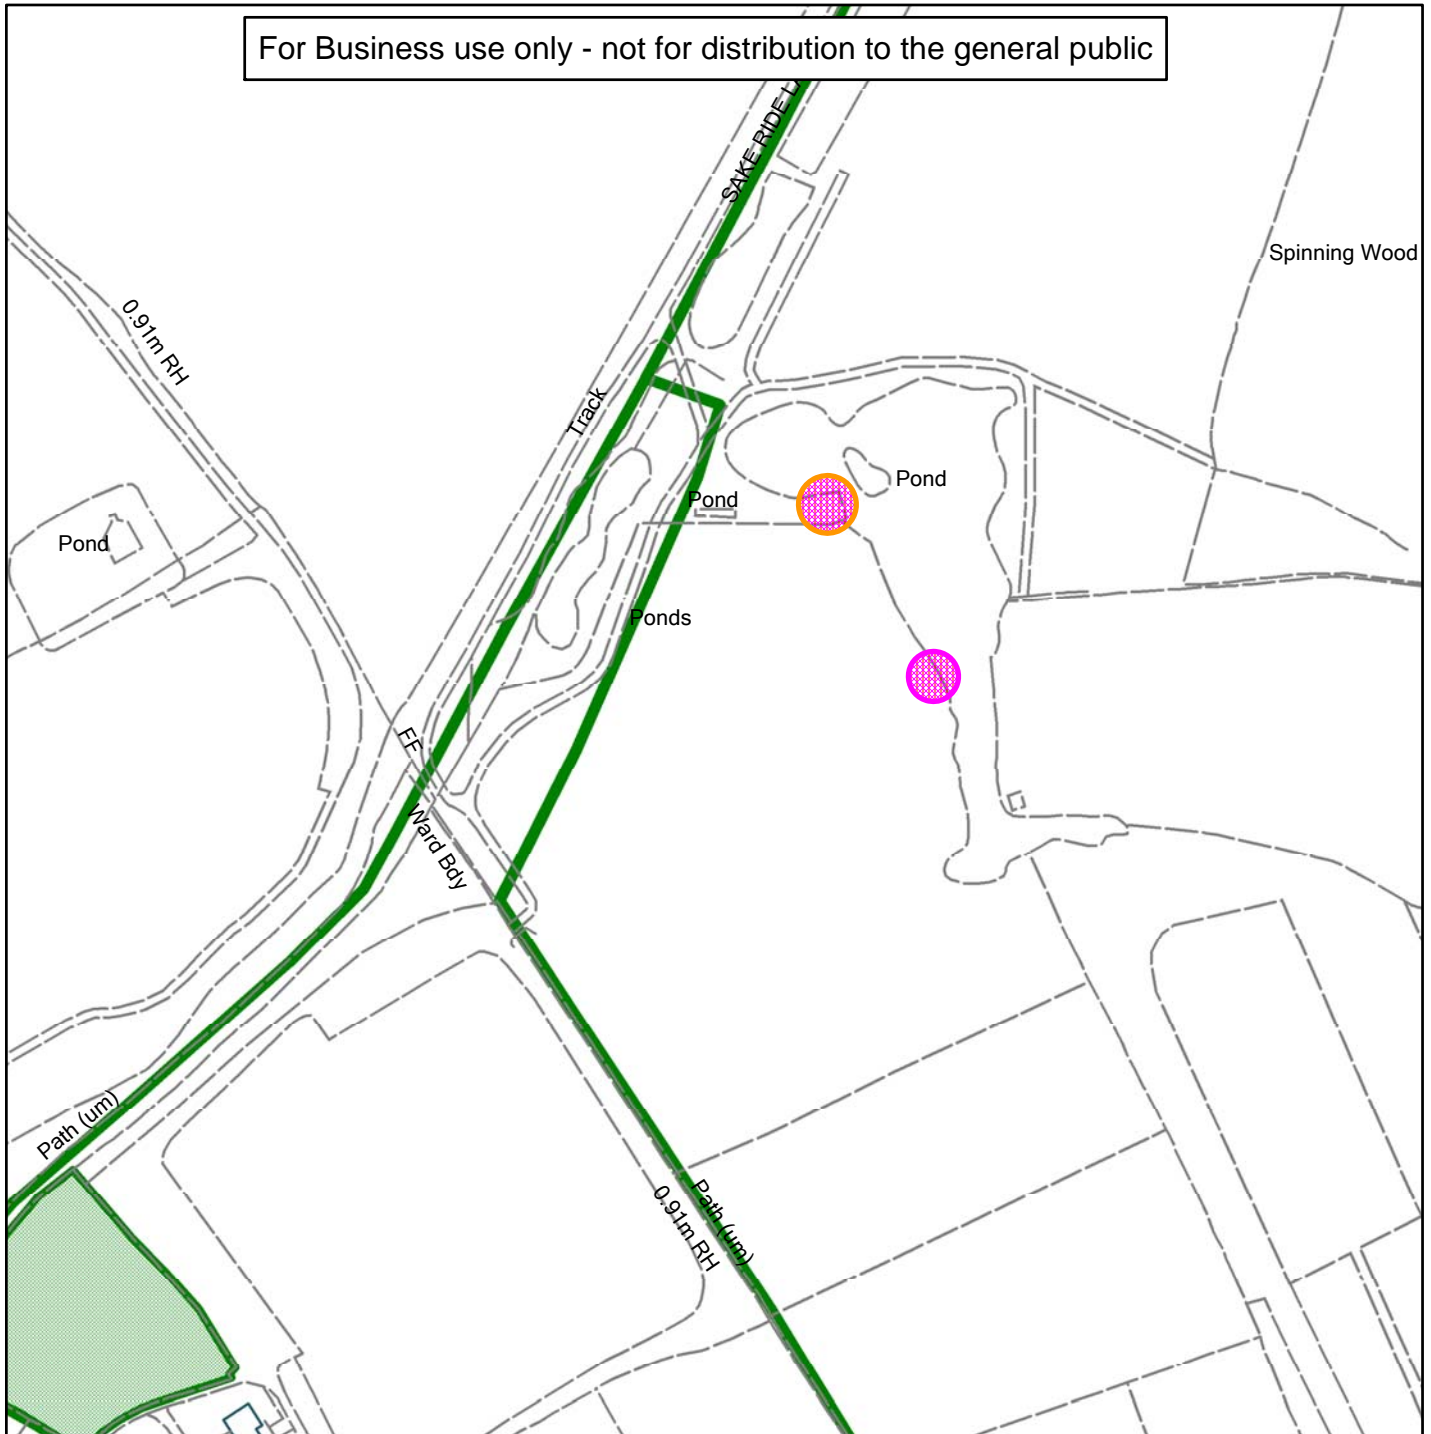 For Business use only - not for distribution to the general public
SAKE RIDE
Spinning Wood
0.91m RH
Track
Pond
Pond
Pond
Ponds
FF
Ward Bdy
Path (um)
Path (um)
0.91m RH